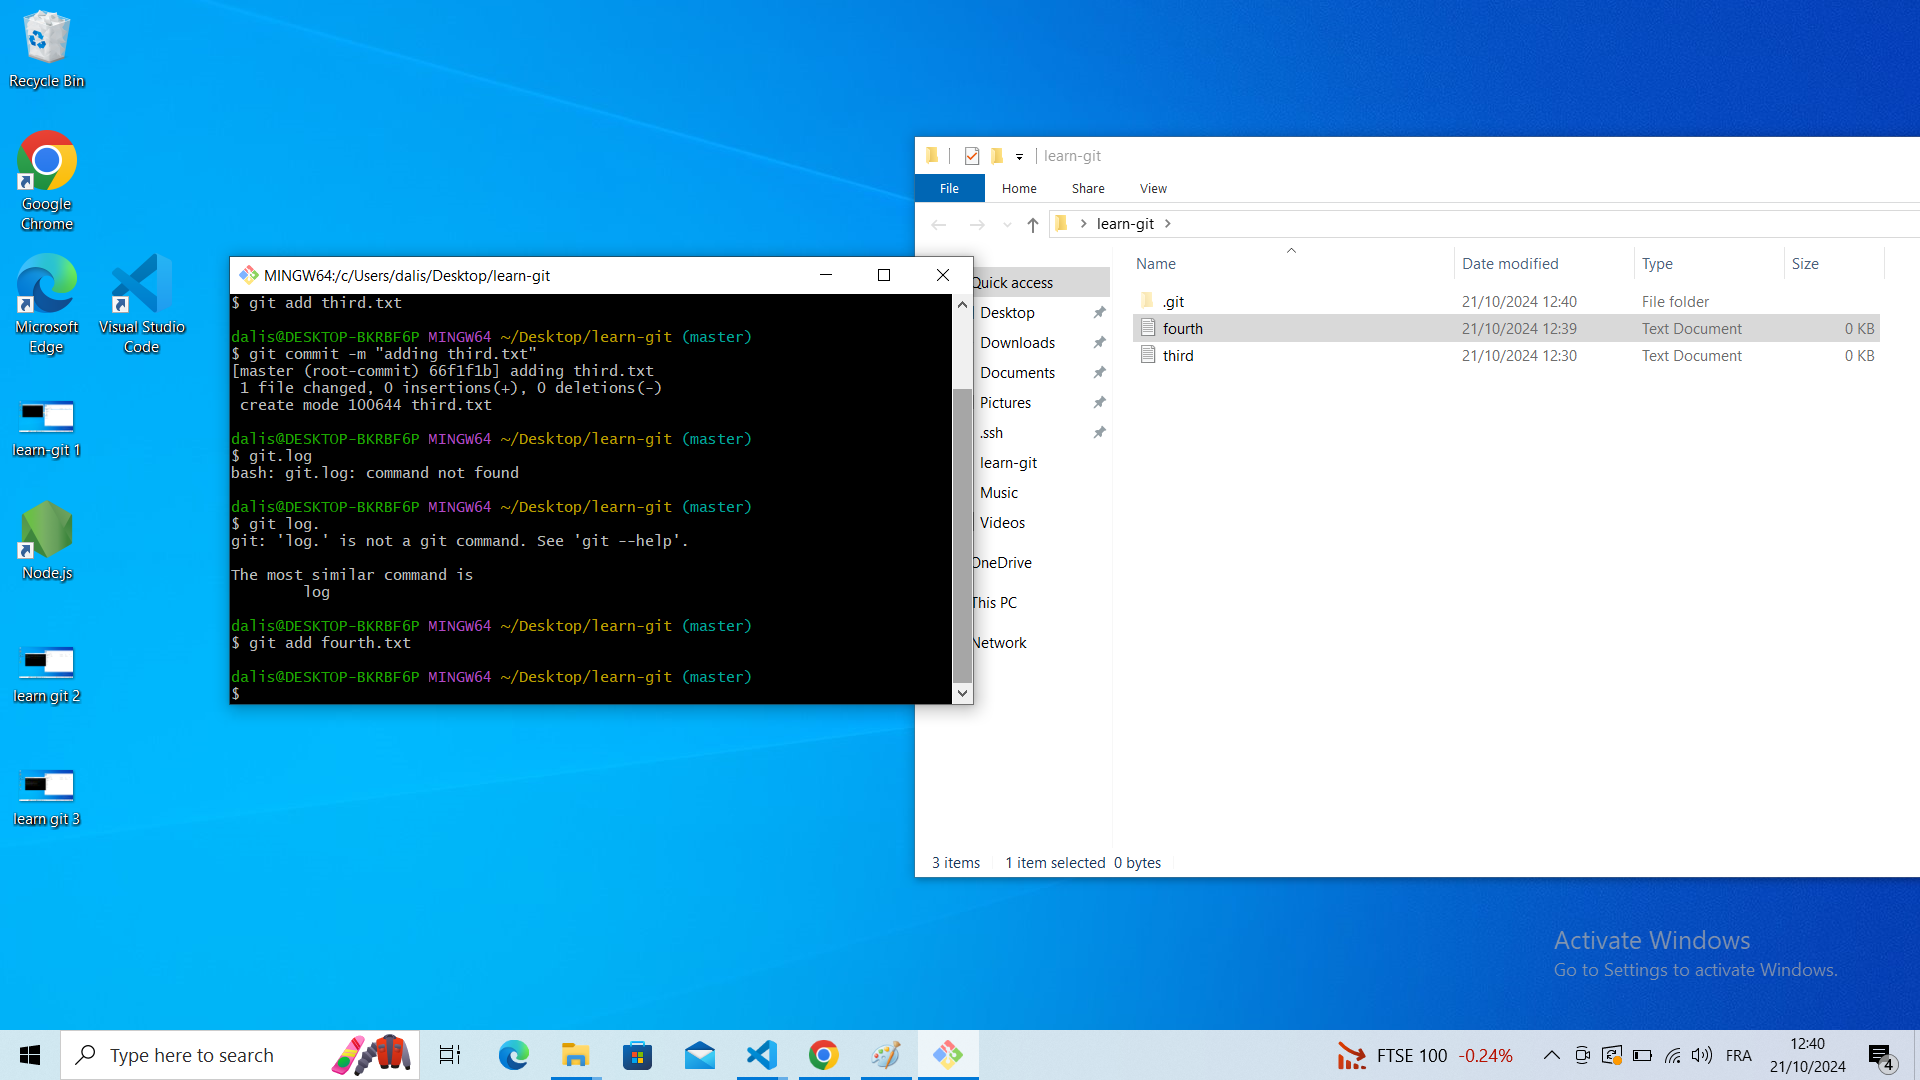 Recycle Bin
Google
Chrome
Microsoft
Edge
Visual Studio
Code
learn-git 1
Node.js
learn git 2
learn git 3
MINGW64:/c/Users/dalis/Desktop/learn-git
$ git add third.txt
dalis@DESKTOP-BKRBF6P MINGW64 ~/Desktop/learn-git (master)
$ git commit -m "adding third.txt"
[master (root-commit) 66f1f1b] adding third.txt
1 file changed, 0 insertions(+), 0 deletions(-)
create mode 100644 third.txt
dalis@DESKTOP-BKRBF6P MINGW64 ~/Desktop/learn-git (master)
$ git.log
bash: git.log: command not found
dalis@DESKTOP-BKRBF6P MINGW64 ~/Desktop/learn-git (master)
$ git log.
git: 'log.' is not a git command. See 'git --help'.
The most similar command is
log
dalis@DESKTOP-BKRBF6P MINGW64 ~/Desktop/learn-git (master)
$ git add fourth.txt
dalis@DESKTOP-BKRBF6P MINGW64 ~/Desktop/learn-git (master)
$
learn-git
File Home Share View
learn-git
Name Date modified Type Size
.git 21/10/2024 12:40 File folder
fourth 21/10/2024 12:39 Text Document 0 KB
third 21/10/2024 12:30 Text Document 0 KB
Quick access
Desktop
Downloads
Documents
Pictures
.ssh
learn-git
Music
Videos
OneDrive
This PC
Network
3 items 1 item selected 0 bytes
Activate Windows
Go to Settings to activate Windows.
Type here to search
FTSE 100 -0.24%
FRA
12:40
21/10/2024
4